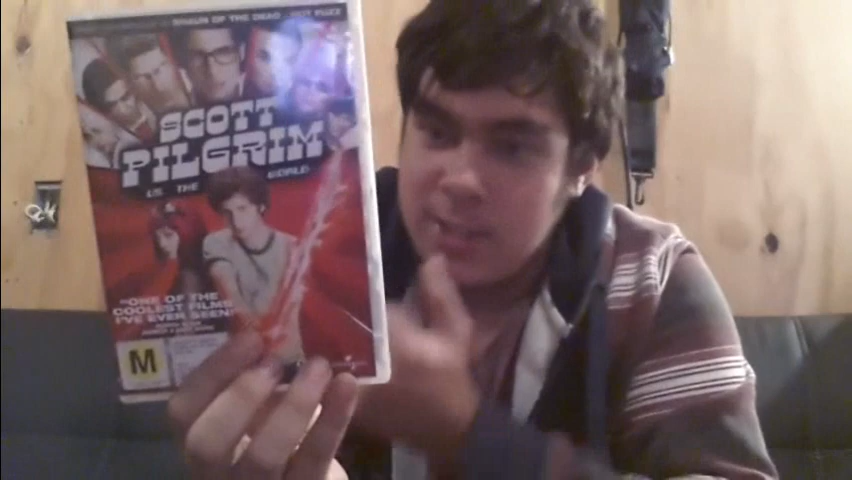 SHAUN OF THE DEAD
HOT FUZZ
SCOTT
PILGRIM
VS. THE WORLD
"ONE OF THE
COOLEST FILMS
I'VE EVER SEEN"
M